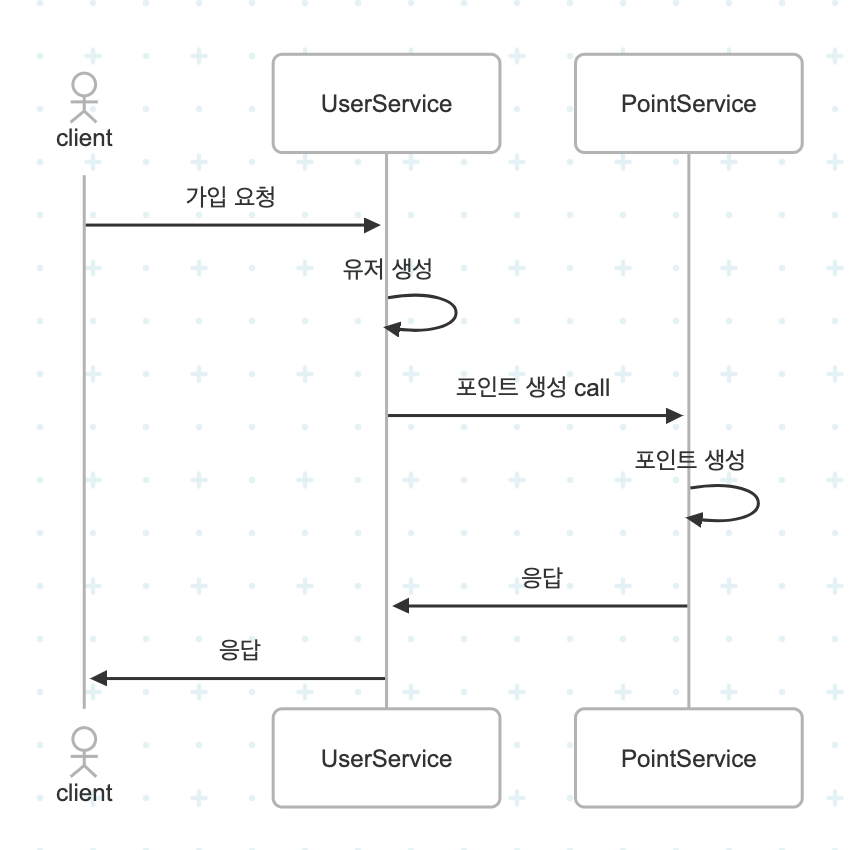 client
UserService
PointService
가입 요청
유저 생성
포인트 생성 call
포인트 생성
응답
응답
client
UserService
PointService